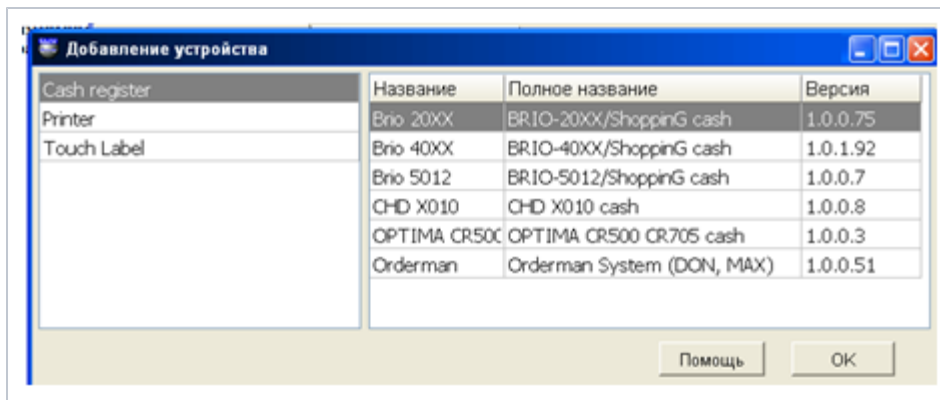 Добавление устройства
Cash register
Printer
Touch Label
Название Полное название Версия
Brio 20XX BRIO-20XX/ShoppinG cash 1.0.0.75
Brio 40XX BRIO-40XX/ShoppinG cash 1.0.1.92
Brio 5012 BRIO-5012/ShoppinG cash 1.0.0.7
CHD X010 CHD X010 cash 1.0.0.8
OPTIMA CR500 OPTIMA CR500 CR705 cash 1.0.0.3
Orderman Orderman System (DON, MAX) 1.0.0.51
Помощь OK